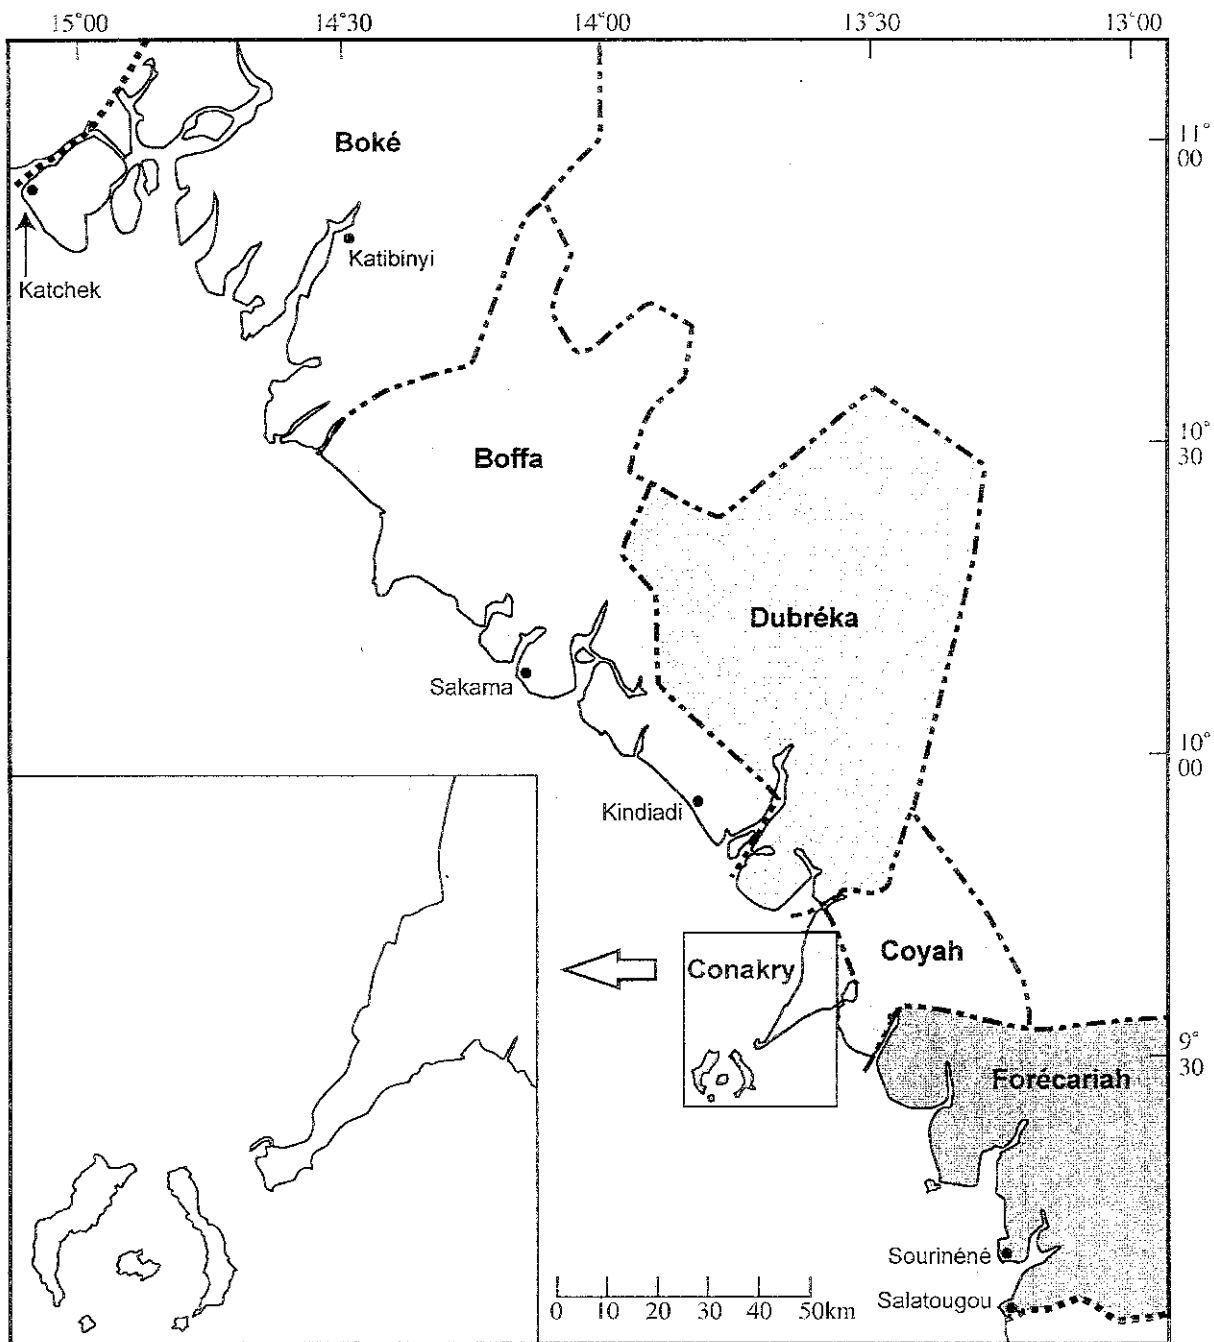 15°00 14°30 14°00 13°30 13°00
Boké
11°
00
Katibinyi
Katchek
10°
30
Boffa
Dubréka
Sakama
10°
00
Kindiadi
Coyah
Conakry
9°
30
Forécariah
Sourinéné
Salatougou
0 10 20 30 40 50km